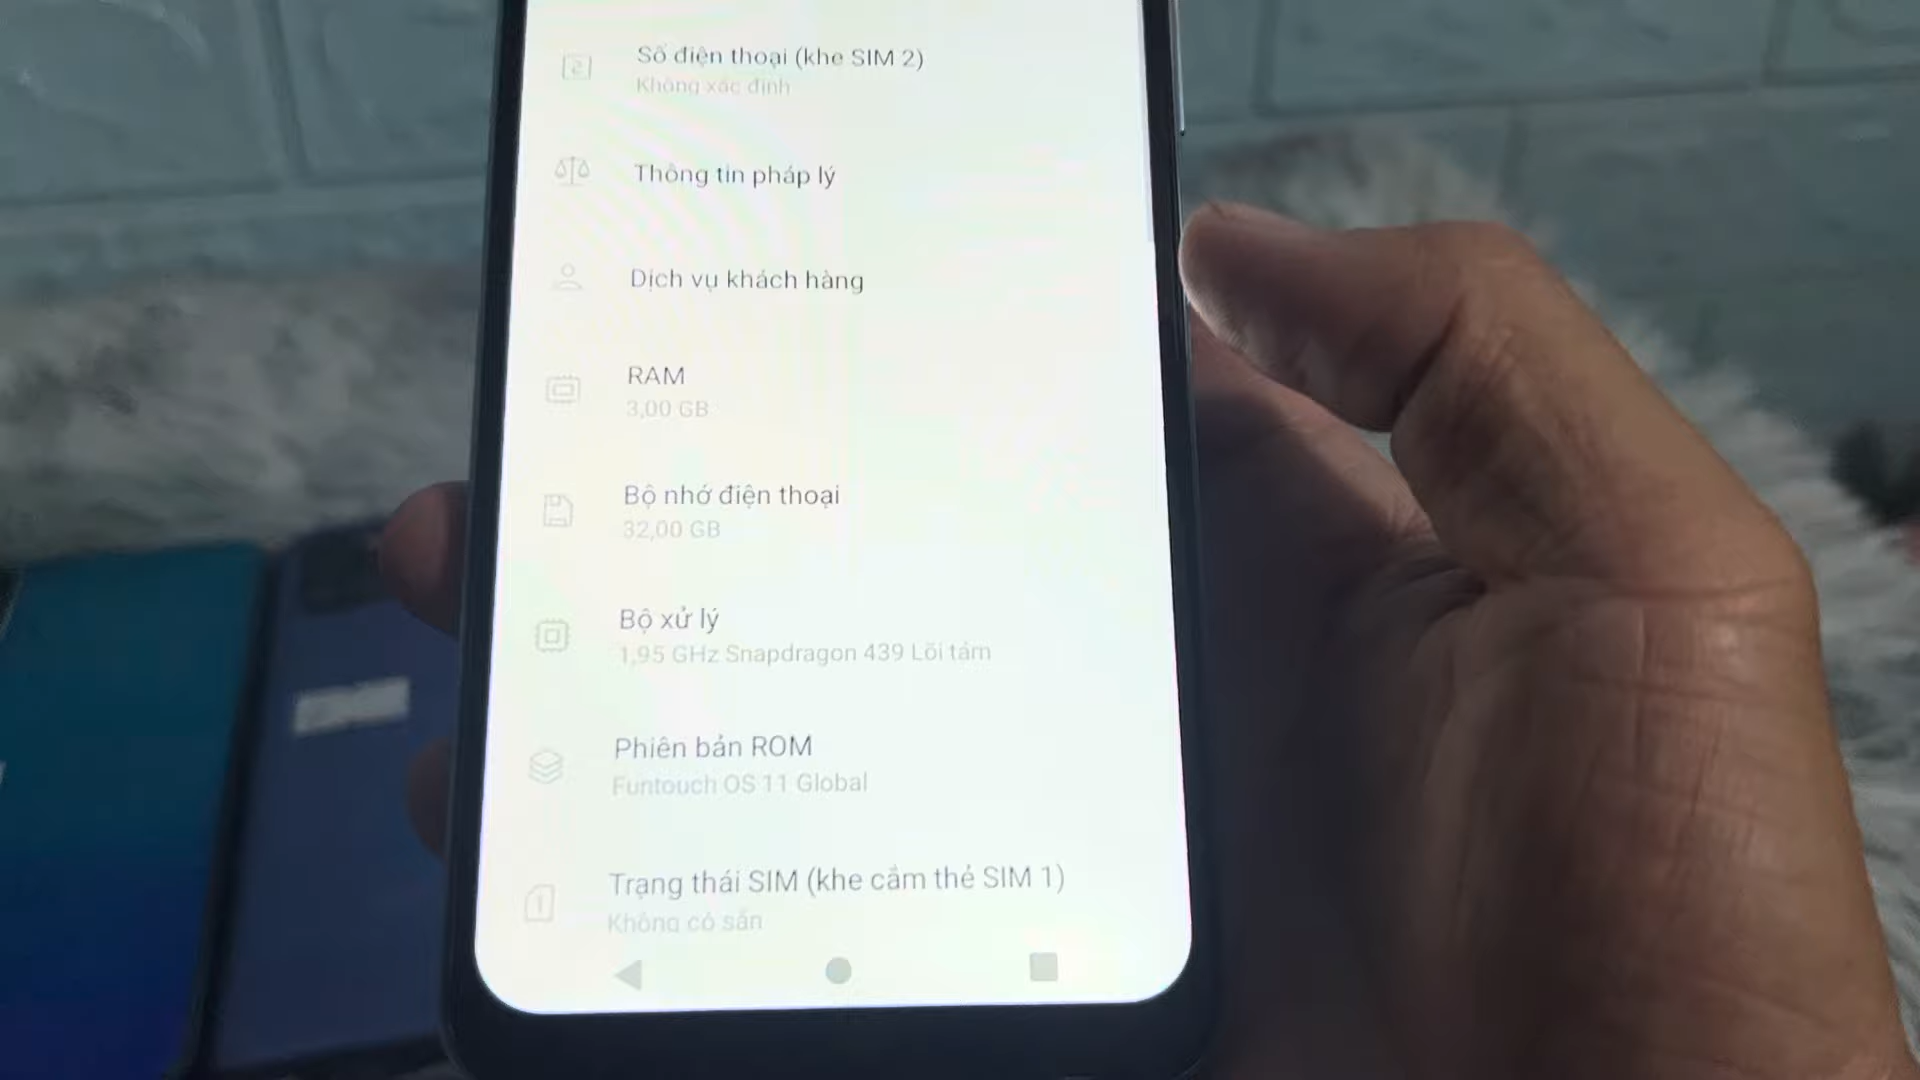 Số điện thoại (khe SIM 2)
Không xác định
Thông tin pháp lý
Dịch vụ khách hàng
RAM
3,00 GB
Bộ nhớ điện thoại
32,00 GB
Bộ xử lý
1,95 GHz Snapdragon 439 Lõi tám
Phiên bản ROM
Funtouch OS 11 Global
Trạng thái SIM (khe cắm thẻ SIM 1)
Không có sẵn